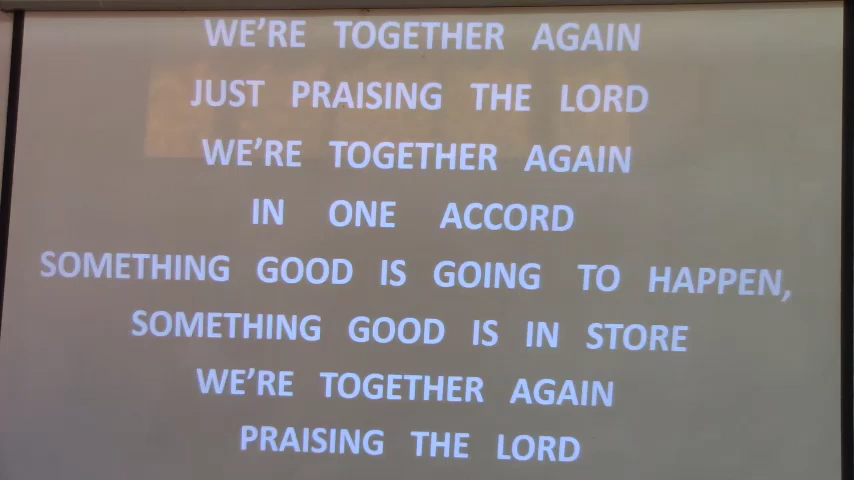 WE’RE TOGETHER AGAIN
JUST PRAISING THE LORD
WE’RE TOGETHER AGAIN
IN ONE ACCORD
SOMETHING GOOD IS GOING TO HAPPEN,
SOMETHING GOOD IS IN STORE
WE’RE TOGETHER AGAIN
PRAISING THE LORD